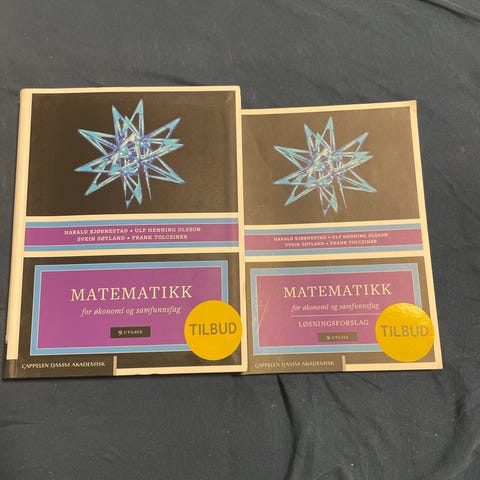 HARALD BJØRNESTAD • ULF HENNING OLSSON
SVEIN SØYLAND • FRANK TOLCSINER
MATEMATIKK
for økonomi og samfunnsfag
9. UTGAVE
TILBUD
CAPPELEN DAMM AKADEMISK
HARALD BJØRNESTAD • ULF HENNING OLSSON
SVEIN SØYLAND • FRANK TOLCSINER
MATEMATIKK
for økonomi og samfunnsfag
LØSNINGSFORSLAG
9. UTGAVE
TILBUD
CAPPELEN DAMM AKADEMISK